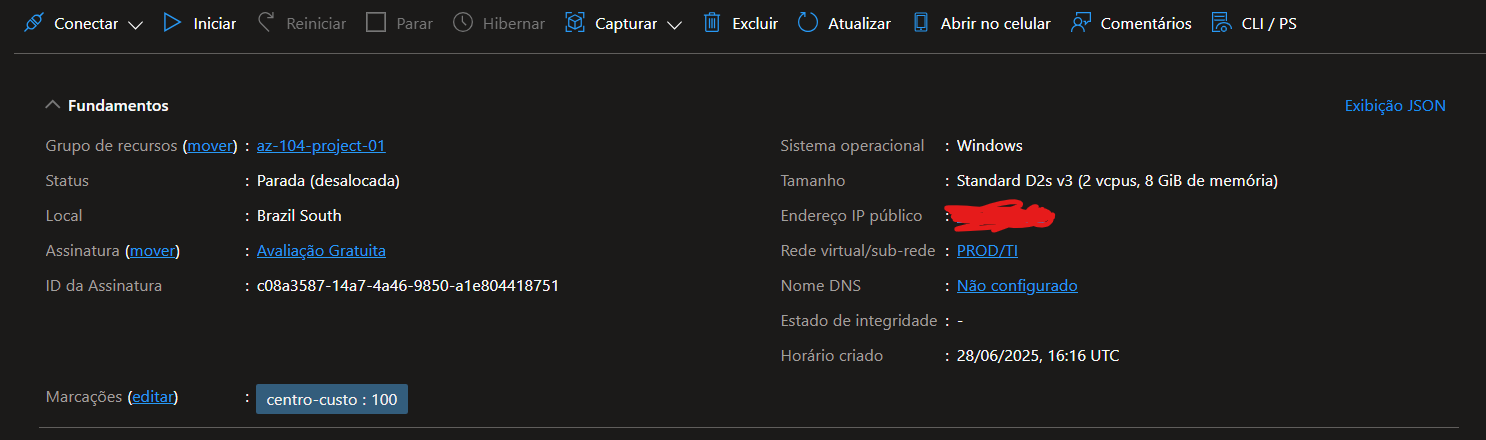 Conectar Iniciar Reiniciar Parar Hibernar Capturar Excluir Atualizar Abrir no celular Comentários CLI / PS
Fundamentos Exibição JSON
Grupo de recursos (mover) : az-104-project-01
Status : Parada (desalocada)
Local : Brazil South
Assinatura (mover) : Avaliação Gratuita
ID da Assinatura : c08a3587-14a7-4a46-9850-a1e804418751
Sistema operacional : Windows
Tamanho : Standard D2s v3 (2 vcpus, 8 GiB de memória)
Endereço IP público :
Rede virtual/sub-rede : PROD/TI
Nome DNS : Não configurado
Estado de integridade : -
Horário criado : 28/06/2025, 16:16 UTC
Marcações (editar) : centro-custo : 100